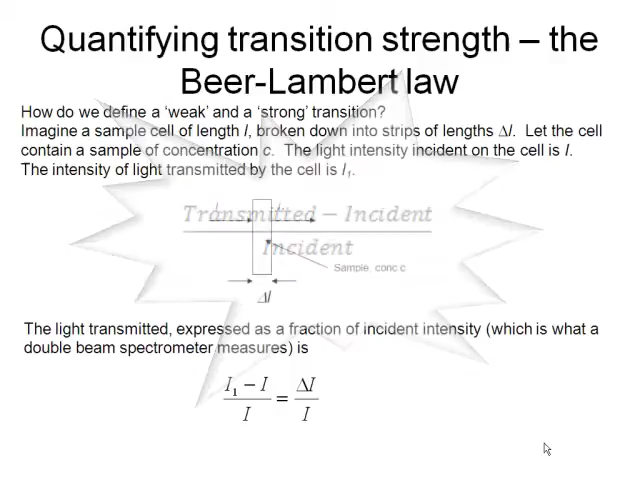 Quantifying transition strength – the
Beer-Lambert law
How do we define a ‘weak’ and a ‘strong’ transition?
Imagine a sample cell of length l, broken down into strips of lengths Δl. Let the cell
contain a sample of concentration c. The light intensity incident on the cell is I.
The intensity of light transmitted by the cell is I₁.
Transmitted − Incident
Incident
Sample, conc c
Δl
The light transmitted, expressed as a fraction of incident intensity (which is what a
double beam spectrometer measures) is
I₁ − I / I = ΔI / I